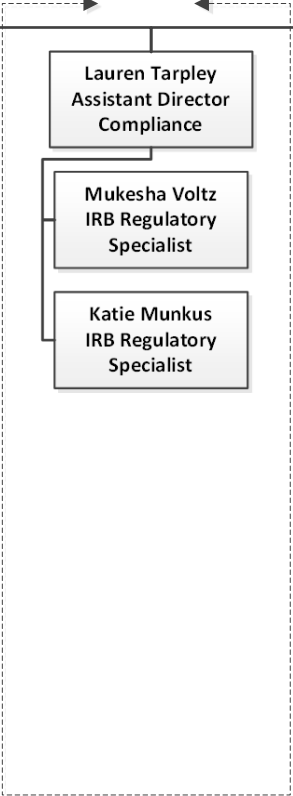 Lauren Tarpley
Assistant Director
Compliance
Mukesha Voltz
IRB Regulatory
Specialist
Katie Munkus
IRB Regulatory
Specialist